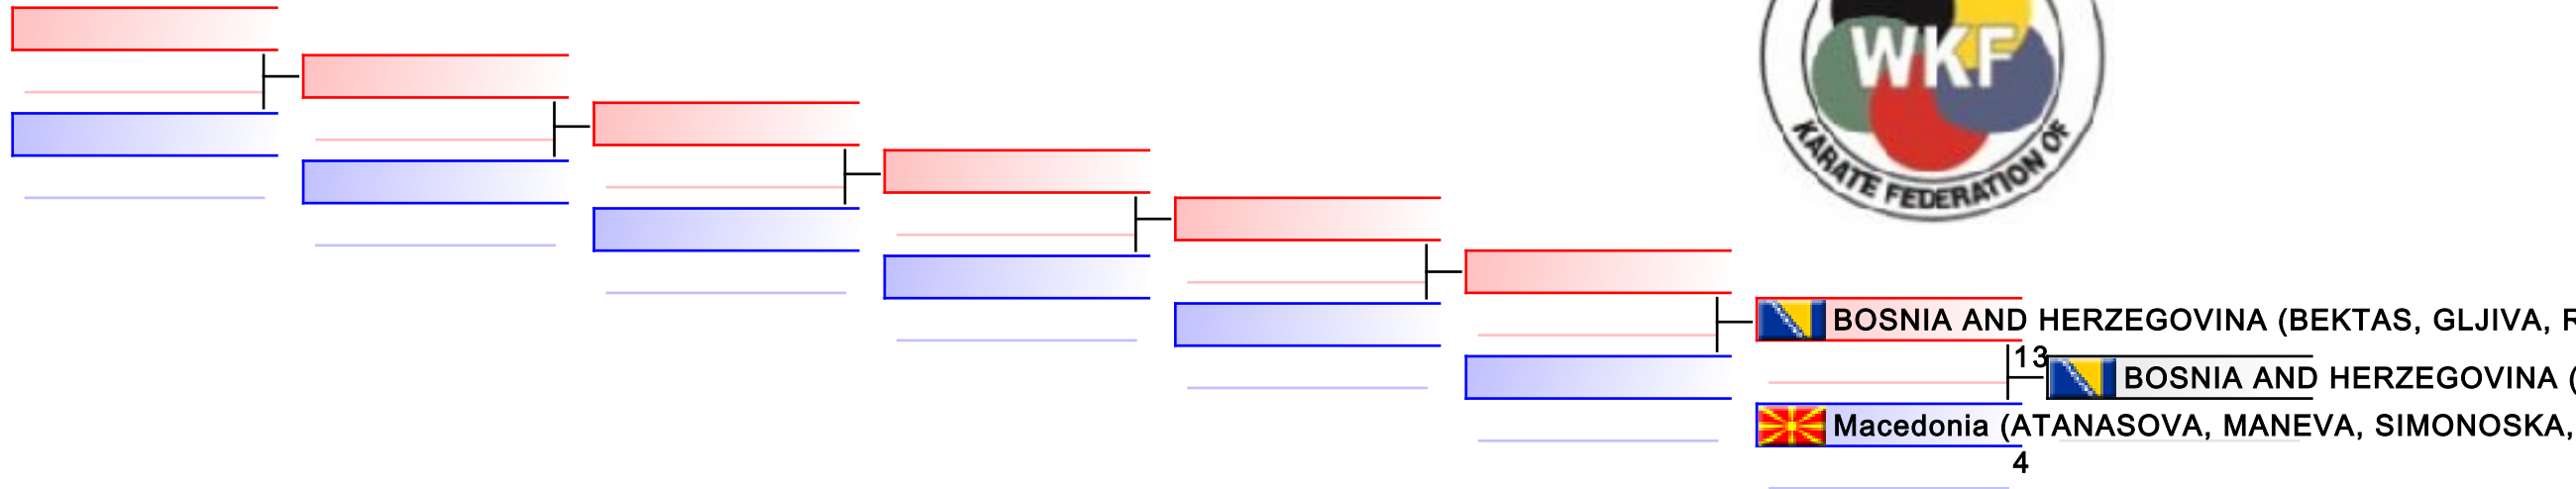 WKF
KARATE FEDERATION OF
BOSNIA AND HERZEGOVINA (BEKTAS, GLJIVA,
13
BOSNIA AND HERZEGOVINA (
Macedonia (ATANASOVA, MANEVA, SIMONOSKA,
4